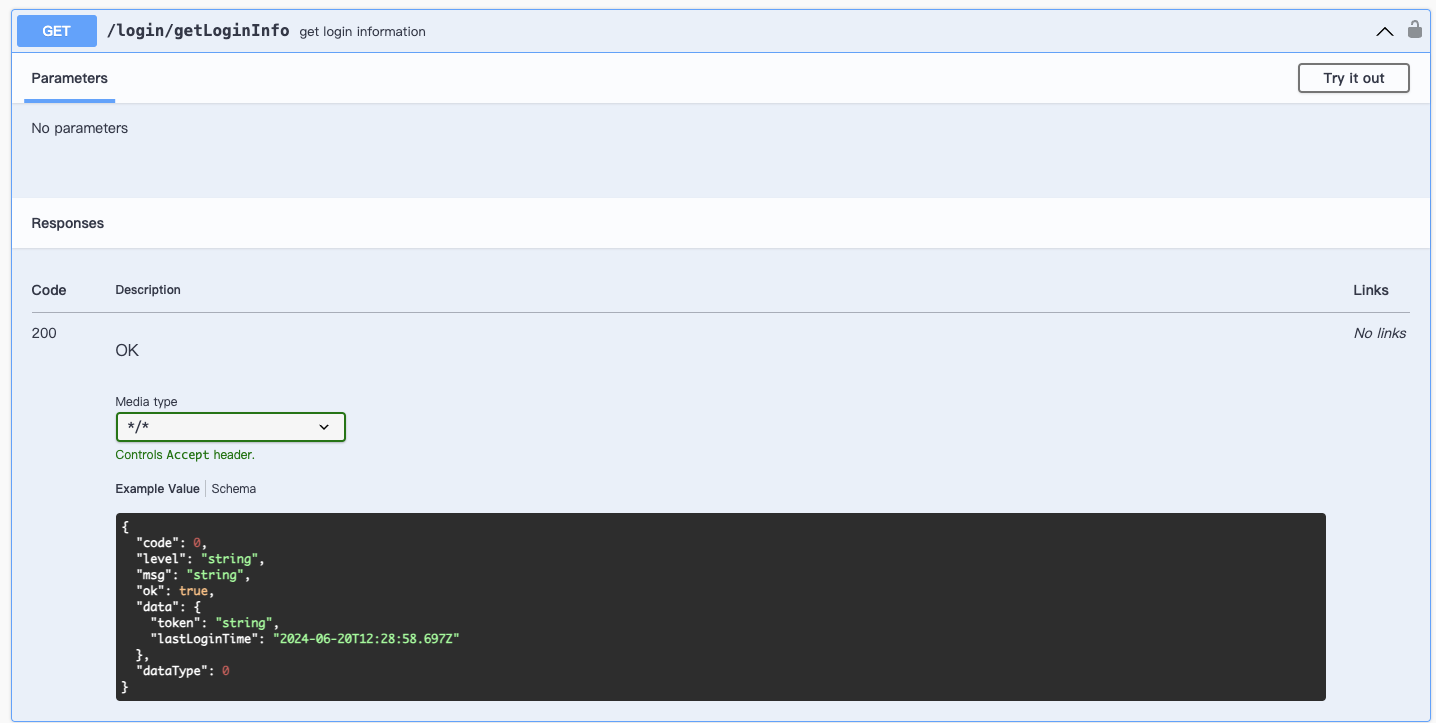 GET /login/getLoginInfo get login information
Parameters
Try it out
No parameters
Responses
Code Description Links
200 No links
OK
Media type
*/*
Controls Accept header.
Example Value Schema
{
  "code": 0,
  "level": "string",
  "msg": "string",
  "ok": true,
  "data": {
    "token": "string",
    "lastLoginTime": "2024-06-20T12:28:58.697Z"
  },
  "dataType": 0
}